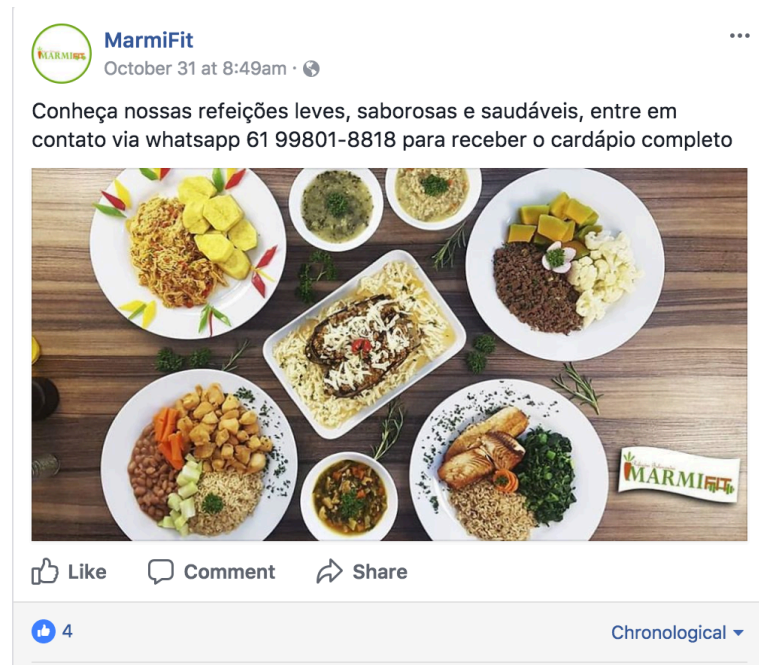 MARMIFIT
MarmiFit
October 31 at 8:49am ·
Conheça nossas refeições leves, saborosas e saudáveis, entre em
contato via whatsapp 61 99801-8818 para receber o cardápio completo
MARMIFIT
Like Comment Share
4 Chronological